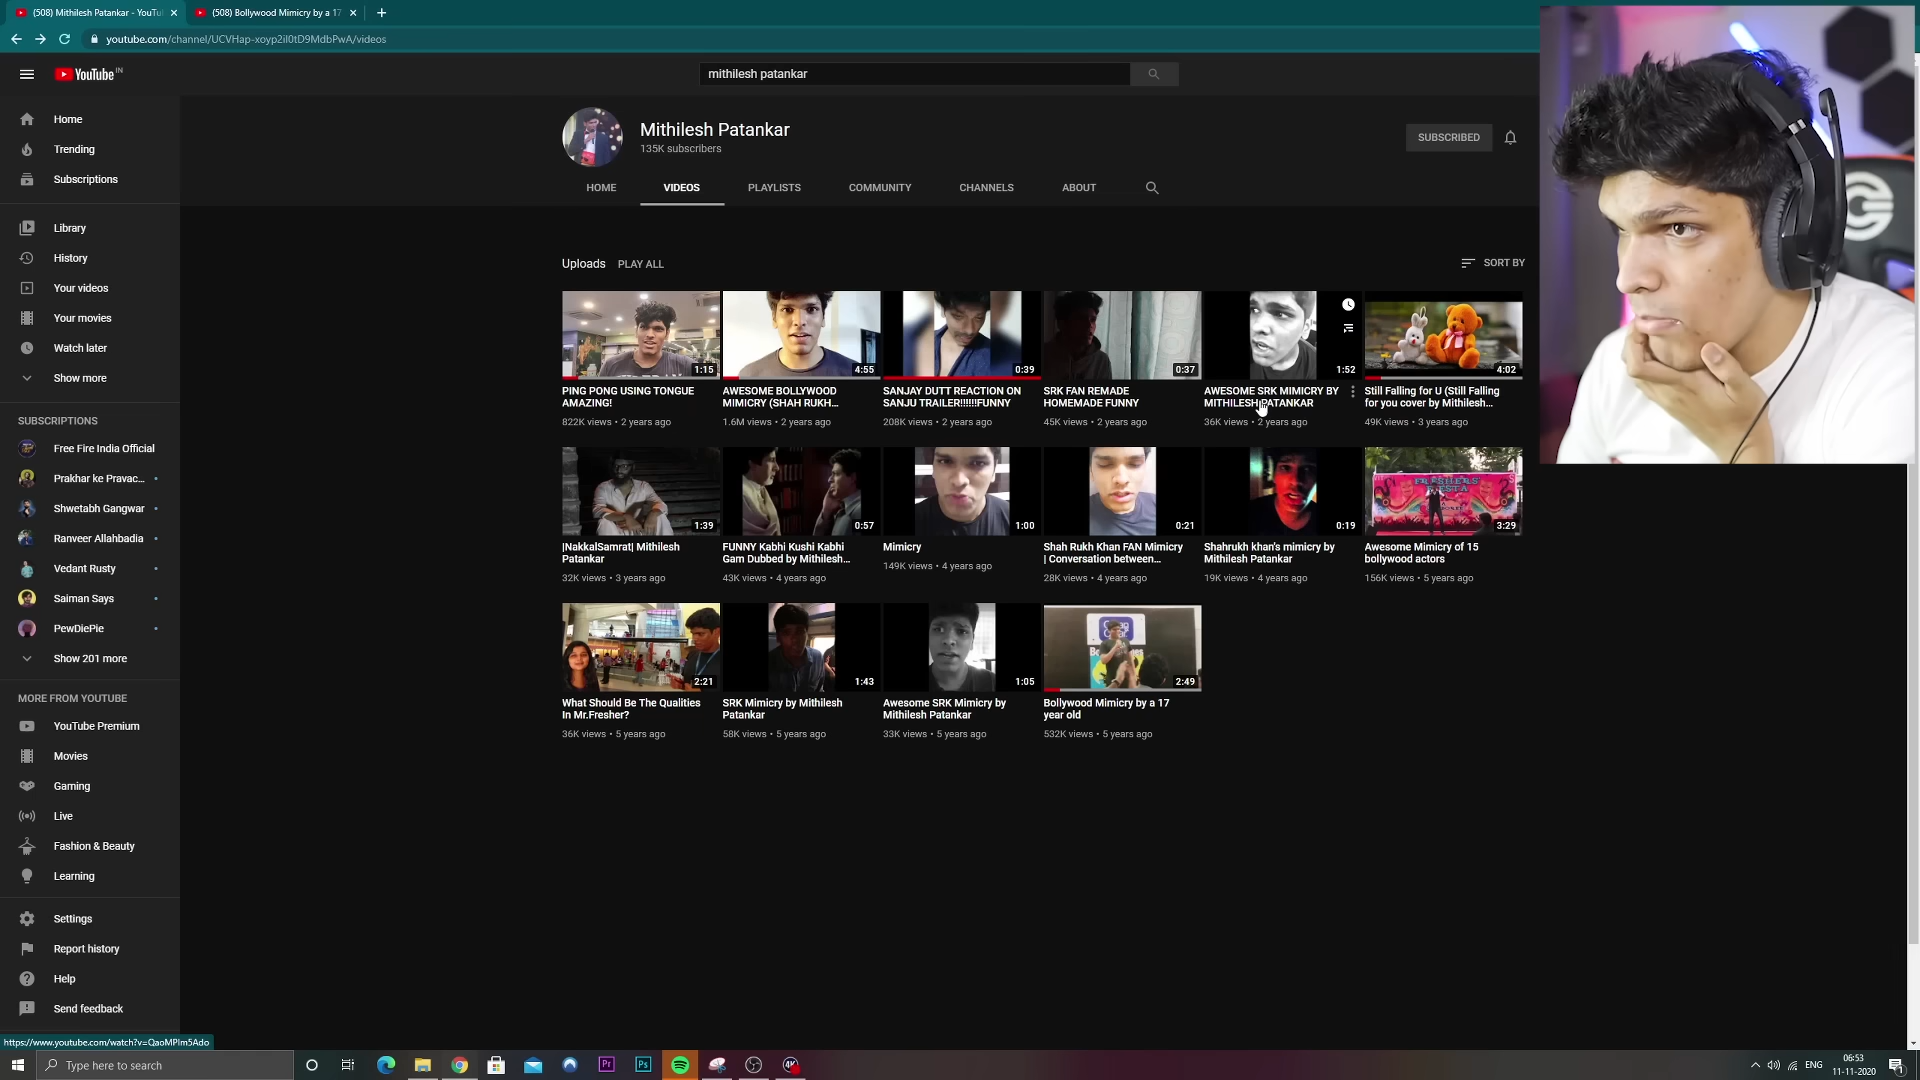 (508) Mithilesh Patankar - YouTu
(508) Bollywood Mimicry by a 17
youtube.com/channel/UCVHap-xoyp2il0tD9MdbPwA/videos
YouTube IN
mithilesh patankar
Home
Trending
Subscriptions
Library
History
Your videos
Your movies
Watch later
Show more
SUBSCRIPTIONS
Free Fire India Official
Prakhar ke Pravac...
Shwetabh Gangwar
Ranveer Allahbadia
Vedant Rusty
Saiman Says
PewDiePie
Show 201 more
MORE FROM YOUTUBE
YouTube Premium
Movies
Gaming
Live
Fashion & Beauty
Learning
Settings
Report history
Help
Send feedback
Mithilesh Patankar
135K subscribers
SUBSCRIBED
HOME VIDEOS PLAYLISTS COMMUNITY CHANNELS ABOUT
Uploads PLAY ALL
SORT BY
1:15
PING PONG USING TONGUE
AMAZING!
822K views • 2 years ago
4:55
AWESOME BOLLYWOOD
MIMICRY (SHAH RUKH...
1.6M views • 2 years ago
0:39
SANJAY DUTT REACTION ON
SANJU TRAILER!!!!!!FUNNY
208K views • 2 years ago
0:37
SRK FAN REMADE
HOMEMADE FUNNY
45K views • 2 years ago
1:52
AWESOME SRK MIMICRY BY
MITHILESH PATANKAR
36K views • 2 years ago
4:02
Still Falling for U (Still Falling
for you cover by Mithilesh...
49K views • 3 years ago
1:39
|NakkalSamrat| Mithilesh
Patankar
32K views • 3 years ago
0:57
FUNNY Kabhi Kushi Kabhi
Gam Dubbed by Mithilesh...
43K views • 4 years ago
1:00
Mimicry
149K views • 4 years ago
0:21
Shah Rukh Khan FAN Mimicry
| Conversation between...
28K views • 4 years ago
0:19
Shahrukh khan's mimicry by
Mithilesh Patankar
19K views • 4 years ago
3:29
Awesome Mimicry of 15
bollywood actors
156K views • 5 years ago
2:21
What Should Be The Qualities
In Mr.Fresher?
36K views • 5 years ago
1:43
SRK Mimicry by Mithilesh
Patankar
58K views • 5 years ago
1:05
Awesome SRK Mimicry by
Mithilesh Patankar
33K views • 5 years ago
2:49
Bollywood Mimicry by a 17
year old
532K views • 5 years ago
https://www.youtube.com/watch?v=QaoMPIm5Ado
Type here to search
Pr
Ps
ENG
06:53
11-11-2020